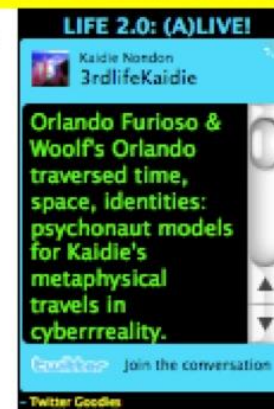 LIFE 2.0: (A)LIVE!
Kaidie Nondon
3rdlifeKaidie
Orlando Furioso &
Woolf's Orlando
traversed time,
space, identities:
psychonaut models
for Kaidie's
metaphysical
travels in
cyberrreality.
twitter Join the conversation
- Twitter Goodies